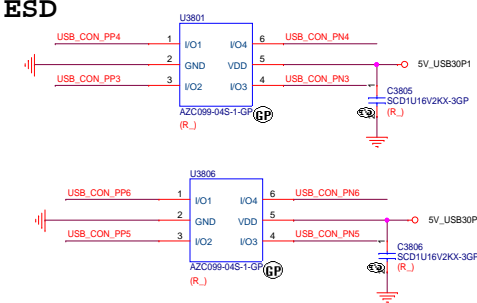 ESD
U3801
USB_CON_PP4 1 I/O1 I/O4 6 USB_CON_PN4
2 GND VDD 5 5V_USB30P1
USB_CON_PP3 3 I/O2 I/O3 4 USB_CON_PN3
C3805
SCD1U16V2KX-3GP
AZC099-04S-1-GP GP
(R_) (R_)
U3806
USB_CON_PP6 1 I/O1 I/O4 6 USB_CON_PN6
2 GND VDD 5 5V_USB30P
USB_CON_PP5 3 I/O2 I/O3 4 USB_CON_PN5
C3806
SCD1U16V2KX-3GP
AZC099-04S-1-GP GP (R_)
(R_)